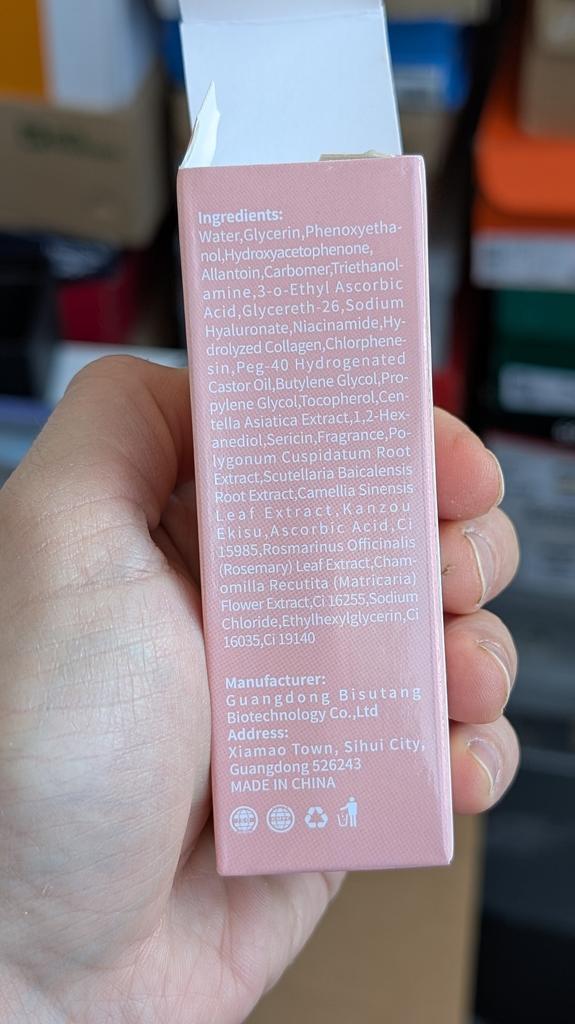 Ingredients:
Water,Glycerin,Phenoxyetha-
nol,Hydroxyacetophenone,
Allantoin,Carbomer,Triethanol-
amine,3-o-Ethyl Ascorbic
Acid,Glycereth-26,Sodium
Hyaluronate,Niacinamide,Hy-
drolyzed Collagen,Chlorphene-
sin,Peg-40 Hydrogenated
Castor Oil,Butylene Glycol,Pro-
pylene Glycol,Tocopherol,Cen-
tella Asiatica Extract,1,2-Hex-
anediol,Sericin,Fragrance,Po-
lygonum Cuspidatum Root
Extract,Scutellaria Baicalensis
Root Extract,Camellia Sinensis
Leaf Extract,Kanzou
Ekisu,Ascorbic Acid,Ci
15985,Rosmarinus Officinalis
(Rosemary) Leaf Extract,Cham-
omilla Recutita (Matricaria)
Flower Extract,Ci 16255,Sodium
Chloride,Ethylhexylglycerin,Ci
16035,Ci 19140
Manufacturer:
Guangdong Bisutang
Biotechnology Co.,Ltd
Address:
Xiamao Town, Sihui City,
Guangdong 526243
MADE IN CHINA